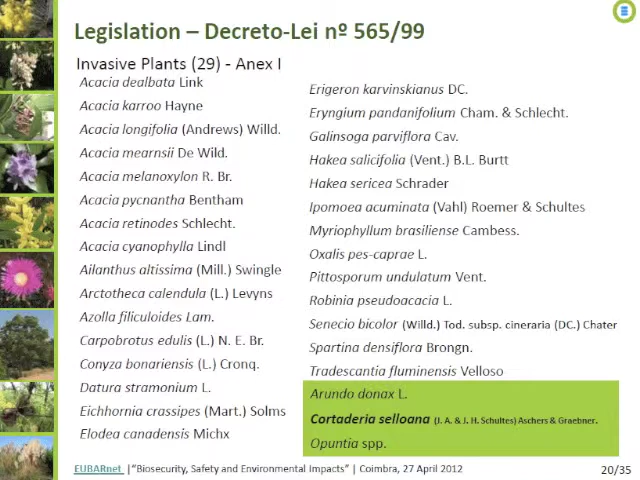 Legislation – Decreto-Lei nº 565/99
Invasive Plants (29) - Anex I
Acacia dealbata Link
Acacia karroo Hayne
Acacia longifolia (Andrews) Willd.
Acacia mearnsii De Wild.
Acacia melanoxylon R. Br.
Acacia pycnantha Bentham
Acacia retinodes Schlecht.
Acacia cyanophylla Lindl
Ailanthus altissima (Mill.) Swingle
Arctotheca calendula (L.) Levyns
Azolla filiculoides Lam.
Carpobrotus edulis (L.) N. E. Br.
Conyza bonariensis (L.) Cronq.
Datura stramonium L.
Eichhornia crassipes (Mart.) Solms
Elodea canadensis Michx
Erigeron karvinskianus DC.
Eryngium pandanifolium Cham. & Schlecht.
Galinsoga parviflora Cav.
Hakea salicifolia (Vent.) B.L. Burtt
Hakea sericea Schrader
Ipomoea acuminata (Vahl) Roemer & Schultes
Myriophyllum brasiliense Cambess.
Oxalis pes-caprae L.
Pittosporum undulatum Vent.
Robinia pseudoacacia L.
Senecio bicolor (Willd.) Tod. subsp. cineraria (DC.) Chater
Spartina densiflora Brongn.
Tradescantia fluminensis Velloso
Arundo donax L.
Cortaderia selloana (J. A. & J. H. Schultes) Aschers & Graebner.
Opuntia spp.
EUBARnet |"Biosecurity, Safety and Environmental Impacts" | Coimbra, 27 April 2012
20/35